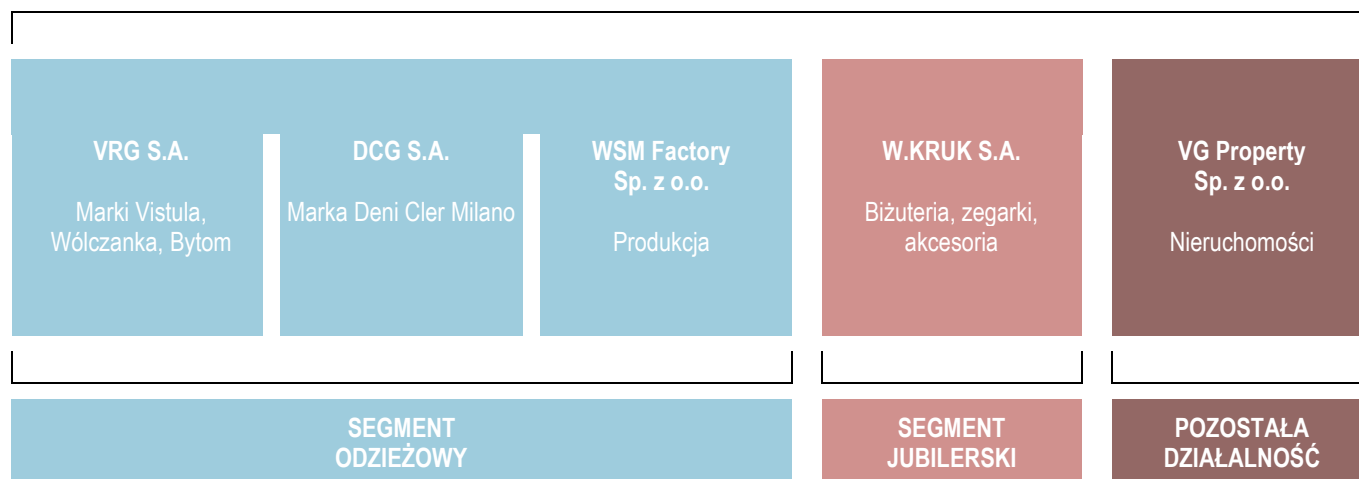 VRG S.A.
Marki Vistula,
Wólczanka, Bytom
DCG S.A.
Marka Deni Cler Milano
WSM Factory
Sp. z o.o.
Produkcja
W.KRUK S.A.
Biżuteria, zegarki,
akcesoria
VG Property
Sp. z o.o.
Nieruchomości
SEGMENT
ODZIEŻOWY
SEGMENT
JUBILERSKI
POZOSTAŁA
DZIAŁALNOŚĆ